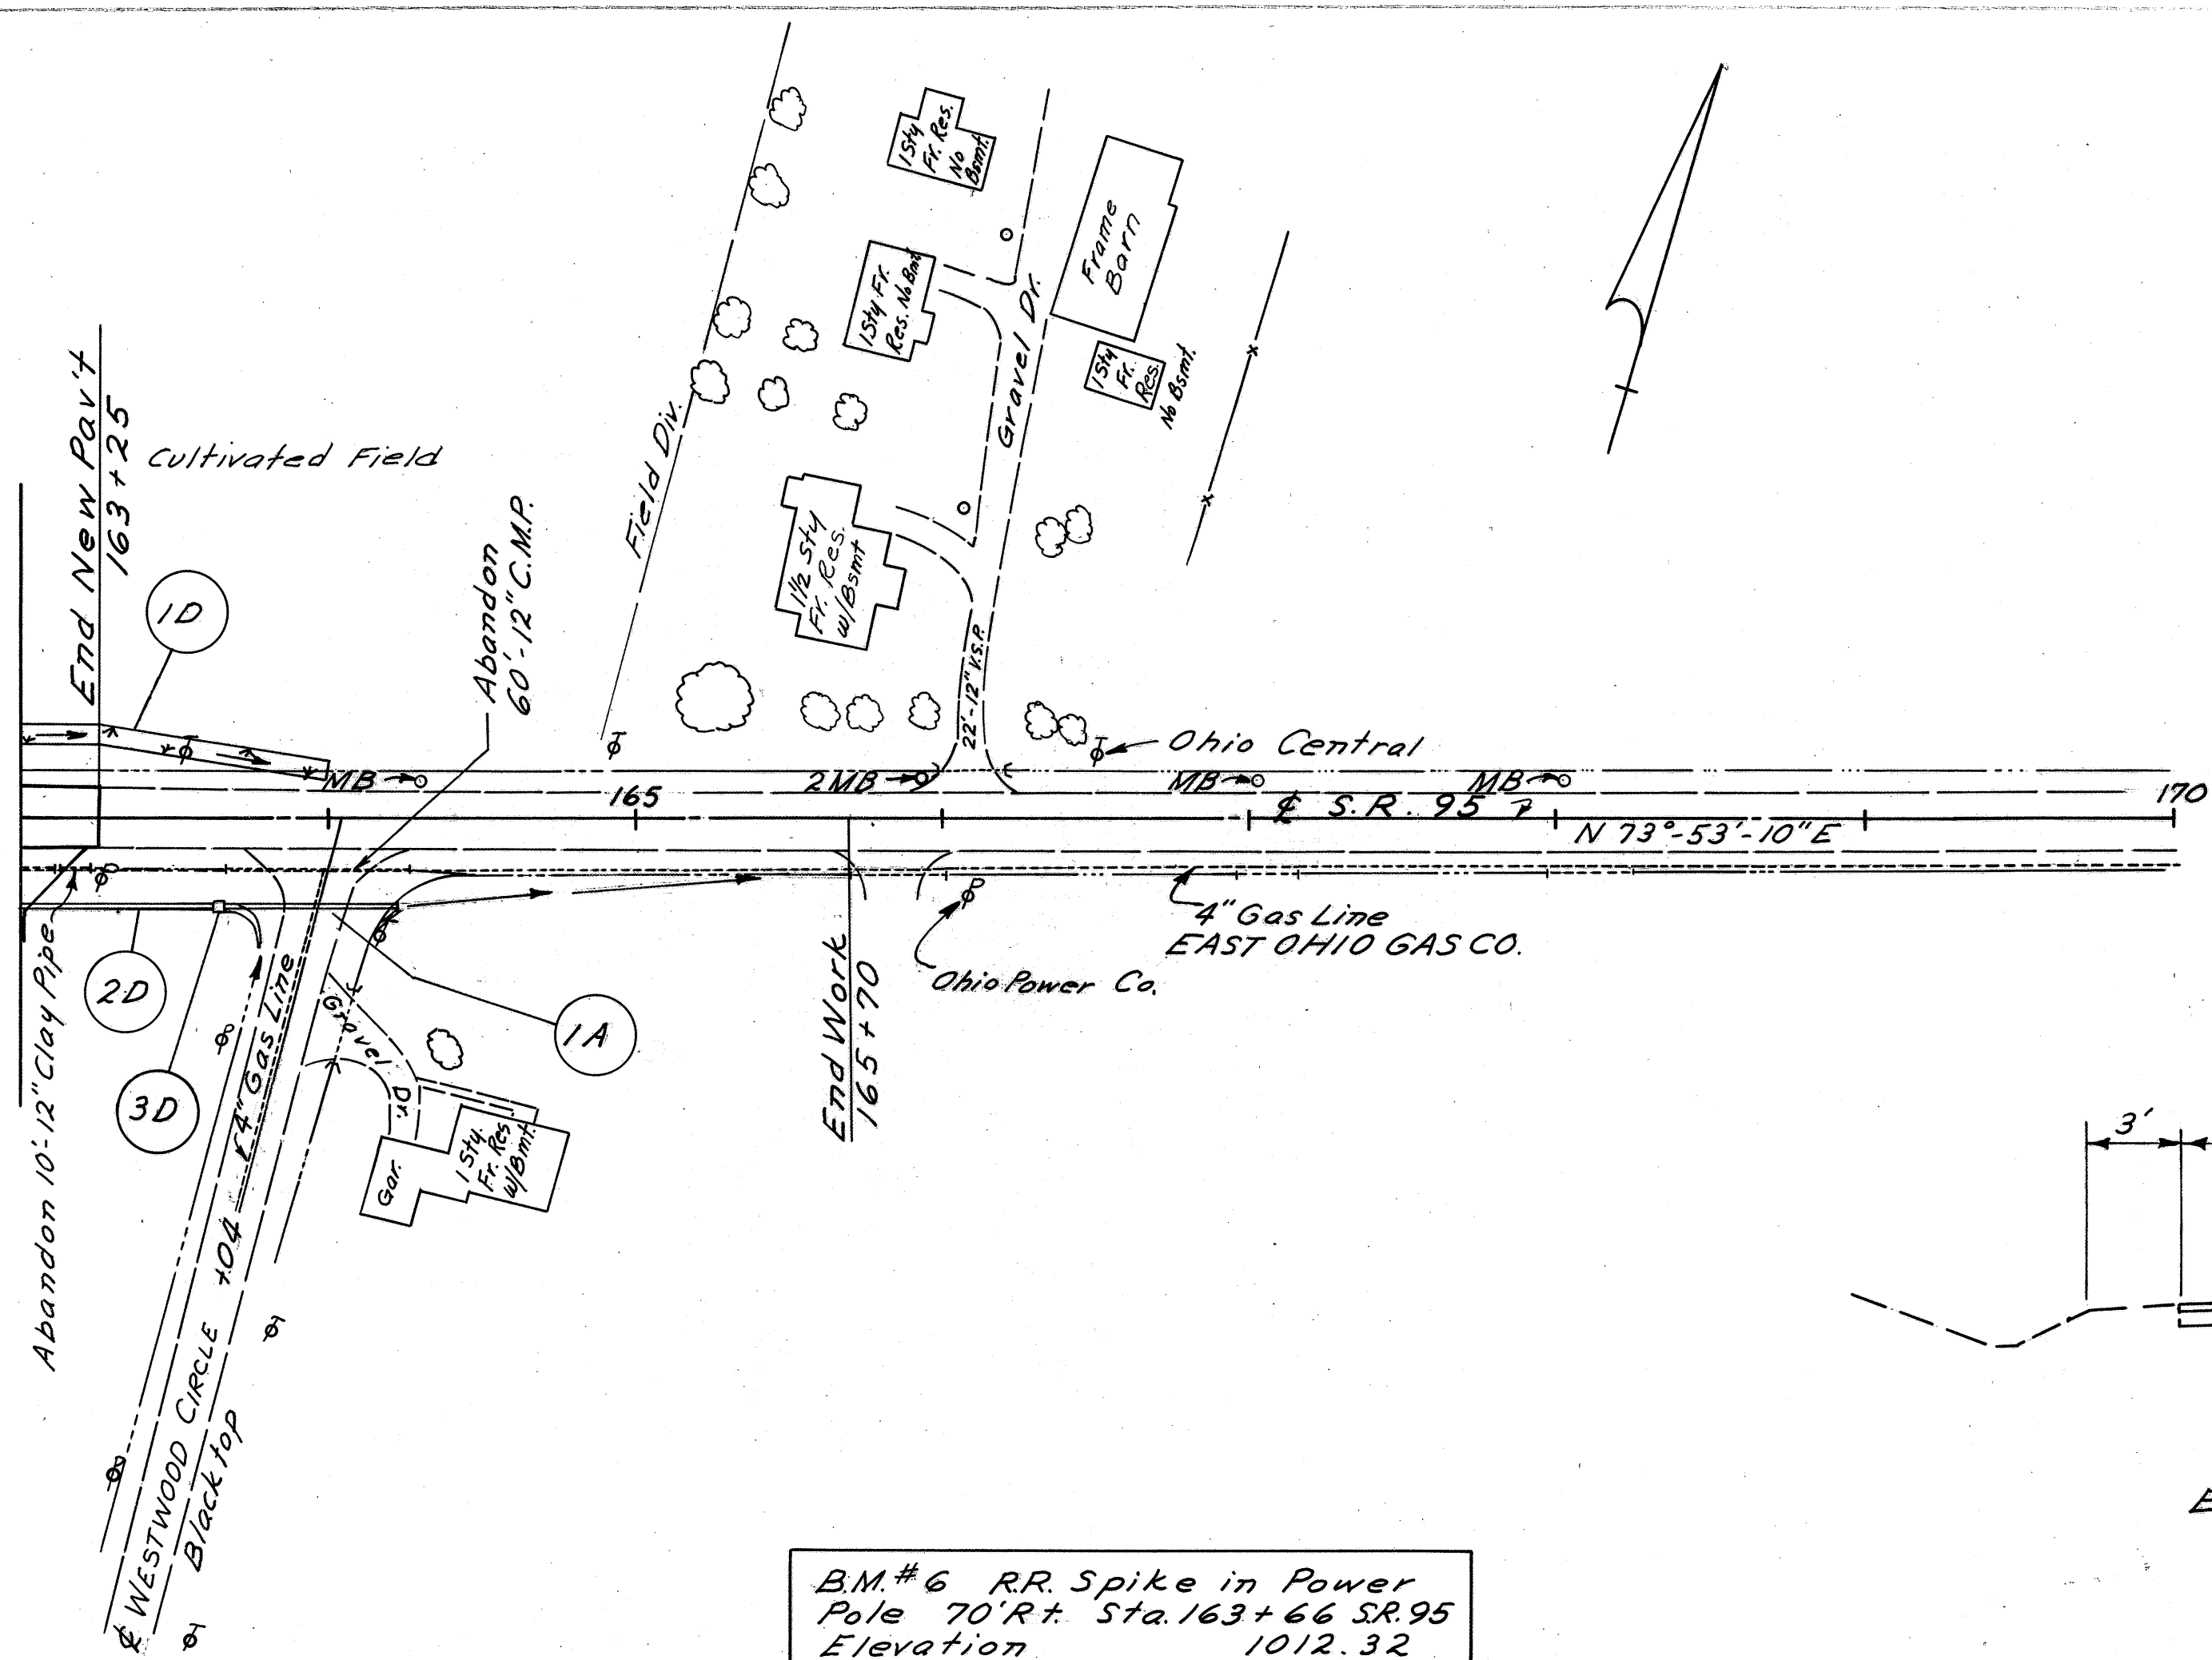 1 Sty
Fr. Res.
No
Bsmt.
Frame
Barn
1 Sty Fr.
Res. No Bmt
Gravel Dr.
1 Sty
Fr.
Res.
No Bsmt.
End New Pav't
163+25
Cultivated Field
Field Div.
Abandon
60'-12" C.M.P.
1½ Sty
Fr. Res.
w/Bsmt
1D
22'-12" V.S.P.
Ohio Central
MB
2MB
MB
MB
165
℄ S.R. 95
170
N 73°-53'-10" E
4" Gas Line
EAST OHIO GAS CO.
Ohio Power Co.
End Work
165+70
2D
3D
1A
Abandon 10'-12" Clay Pipe
4" Gas Line
+04
Gravel
Dr.
Gar.
1 Sty.
Fr. Res
w/Bmt.
℄ WESTWOOD CIRCLE
Black top
3'
B.M. #6 R.R. Spike in Power
Pole 70' Rt. Sta. 163+66 S.R. 95
Elevation 1012.32